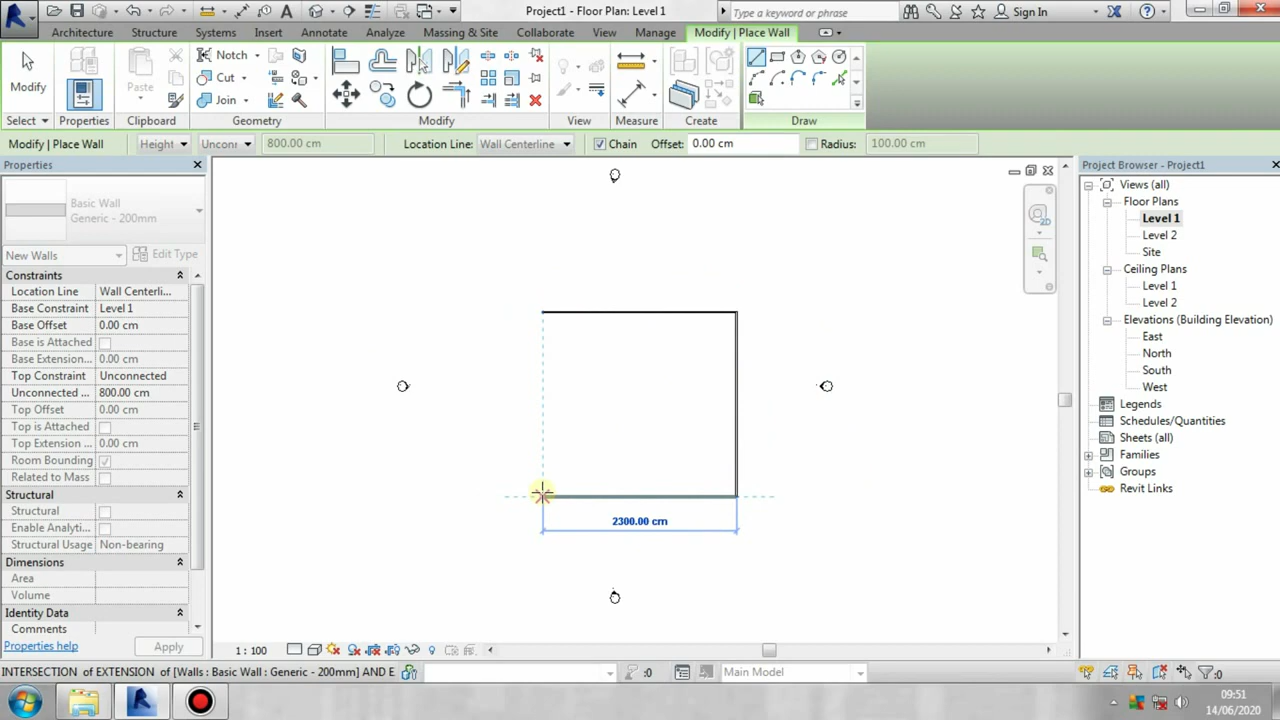 Project1 - Floor Plan: Level 1
Type a keyword or phrase
Sign In
Architecture
Structure
Systems
Insert
Annotate
Analyze
Massing & Site
Collaborate
View
Manage
Modify | Place Wall
Modify
Paste
Notch
Cut
Join
Select
Properties
Clipboard
Geometry
Modify
View
Measure
Create
Draw
Modify | Place Wall
Height
Unconr
800.00 cm
Location Line:
Wall Centerline
Chain
Offset:
0.00 cm
Radius:
100.00 cm
Properties
Basic Wall
Generic - 200mm
New Walls
Edit Type
Constraints
Location Line
Wall Centerli...
Base Constraint
Level 1
Base Offset
0.00 cm
Base is Attached
Base Extension...
0.00 cm
Top Constraint
Unconnected
Unconnected ...
800.00 cm
Top Offset
0.00 cm
Top is Attached
Top Extension ...
0.00 cm
Room Bounding
Related to Mass
Structural
Structural
Enable Analyti...
Structural Usage
Non-bearing
Dimensions
Area
Volume
Identity Data
Comments
Properties help
Apply
2D
2300.00 cm
Project Browser - Project1
Views (all)
Floor Plans
Level 1
Level 2
Site
Ceiling Plans
Level 1
Level 2
Elevations (Building Elevation)
East
North
South
West
Legends
Schedules/Quantities
Sheets (all)
Families
Groups
Revit Links
1 : 100
INTERSECTION of EXTENSION of [Walls : Basic Wall : Generic - 200mm] AND E
:0
Main Model
:0
09:51
14/06/2020